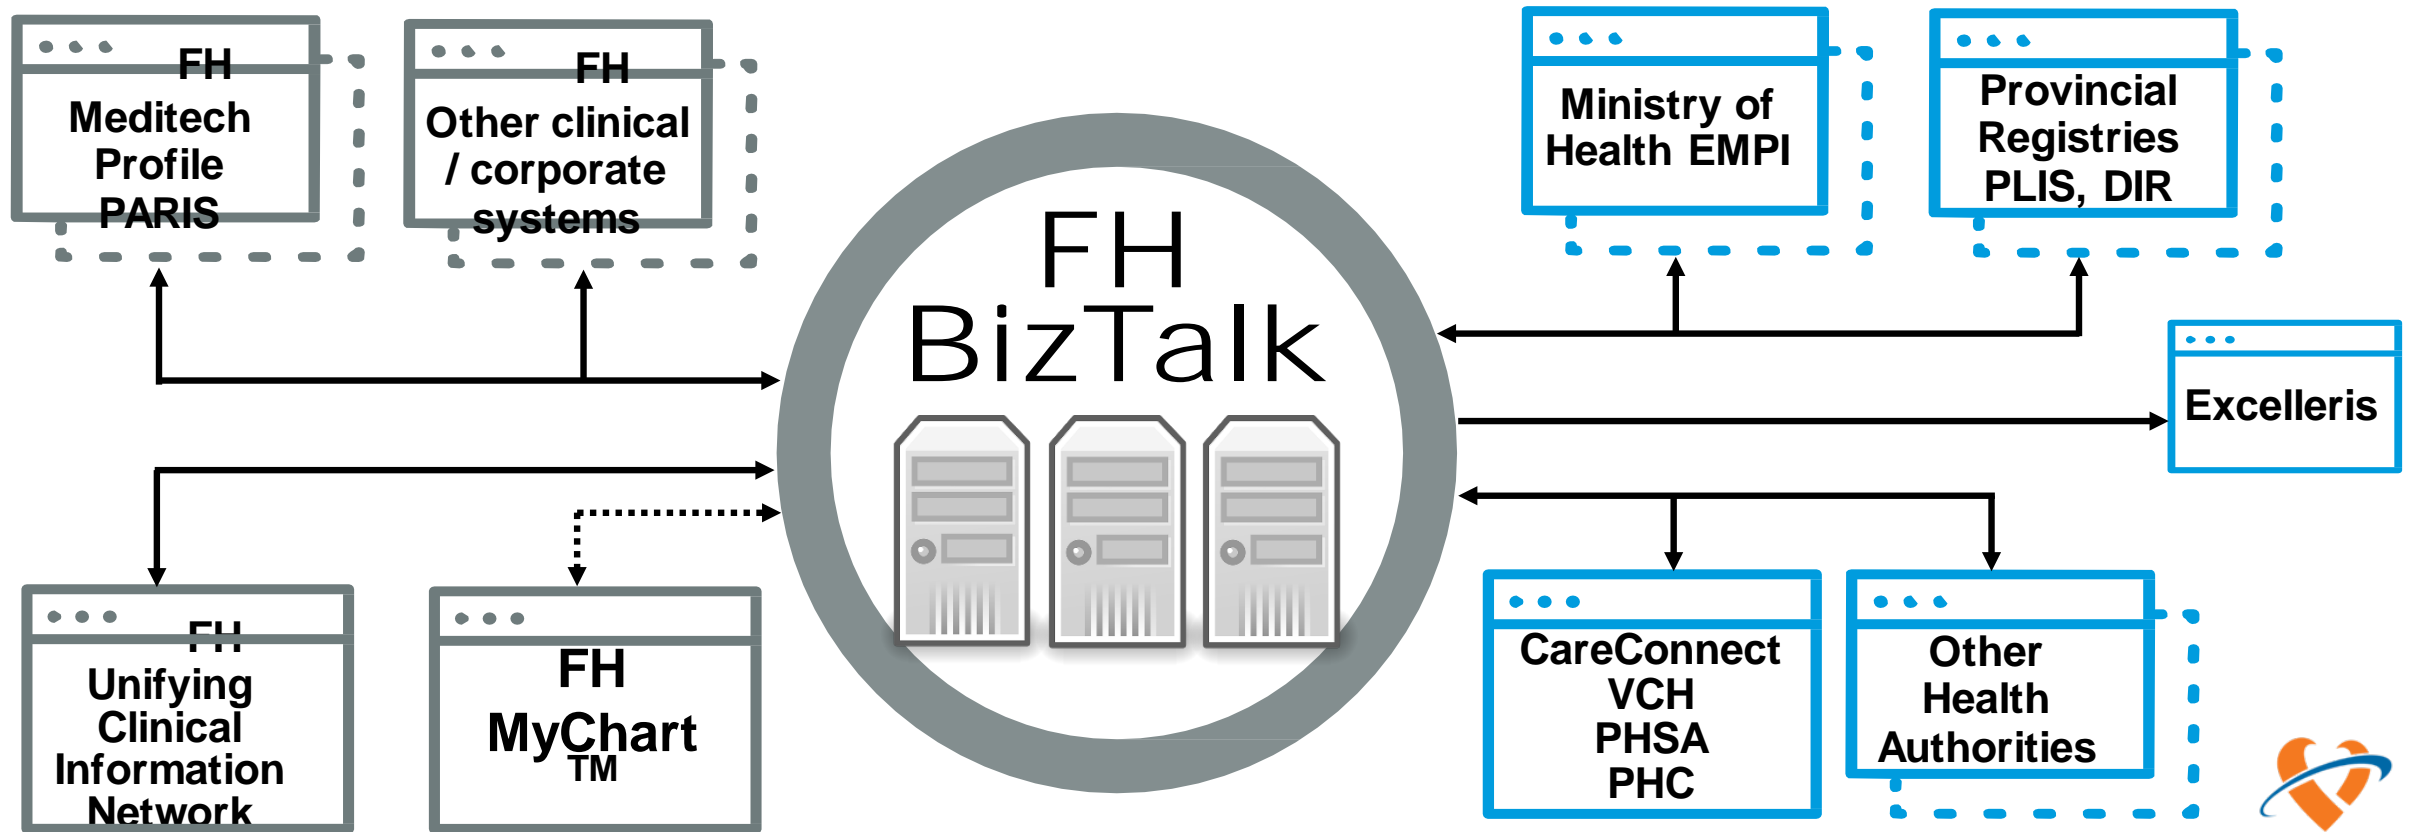 FH
Meditech
Profile
PARIS
FH
Other clinical
/ corporate
systems
FH
BizTalk
Ministry of
Health EMPI
Provincial
Registries
PLIS, DIR
Excelleris
FH
Unifying
Clinical
Information
Network
FH
MyChart
TM
CareConnect
VCH
PHSA
PHC
Other
Health
Authorities